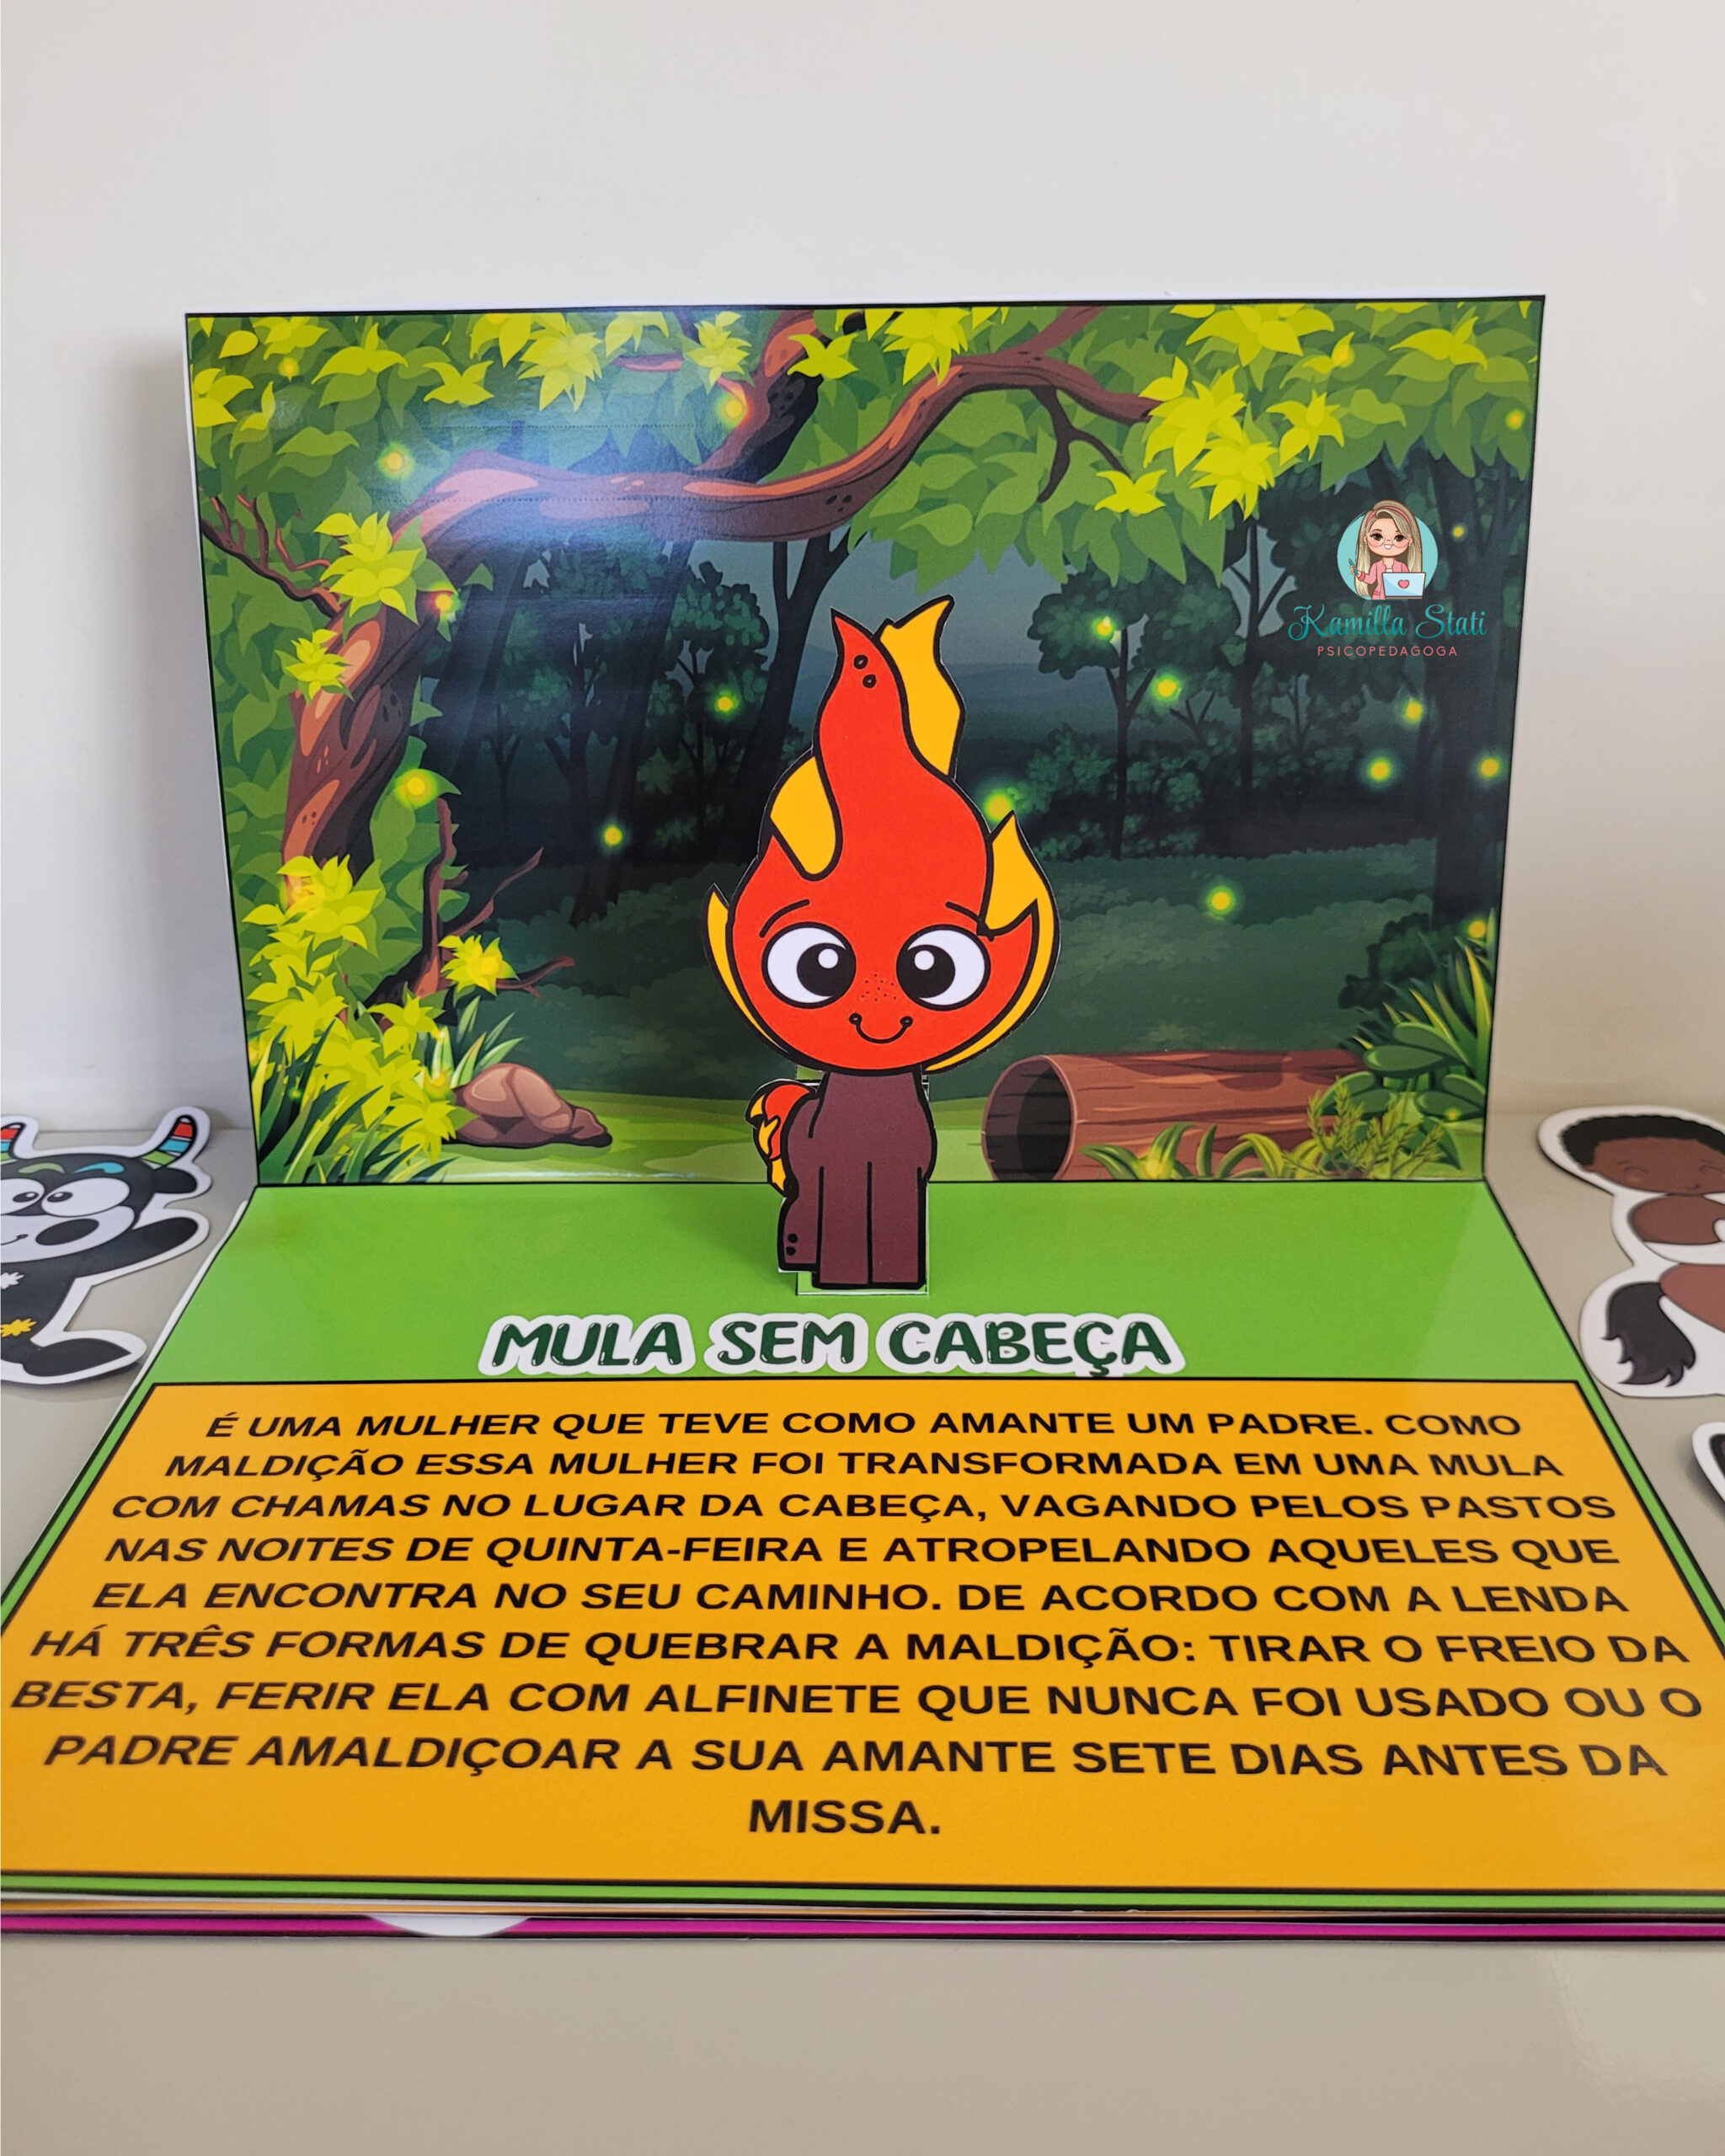 Kamilla Stati
PSICOPEDAGOGA
MULA SEM CABEÇA
É UMA MULHER QUE TEVE COMO AMANTE UM PADRE. COMO
MALDIÇÃO ESSA MULHER FOI TRANSFORMADA EM UMA MULA
COM CHAMAS NO LUGAR DA CABEÇA, VAGANDO PELOS PASTOS
NAS NOITES DE QUINTA-FEIRA E ATROPELANDO AQUELES QUE
ELA ENCONTRA NO SEU CAMINHO. DE ACORDO COM A LENDA
HÁ TRÊS FORMAS DE QUEBRAR A MALDIÇÃO: TIRAR O FREIO DA
BESTA, FERIR ELA COM ALFINETE QUE NUNCA FOI USADO OU O
PADRE AMALDIÇOAR A SUA AMANTE SETE DIAS ANTES DA
MISSA.